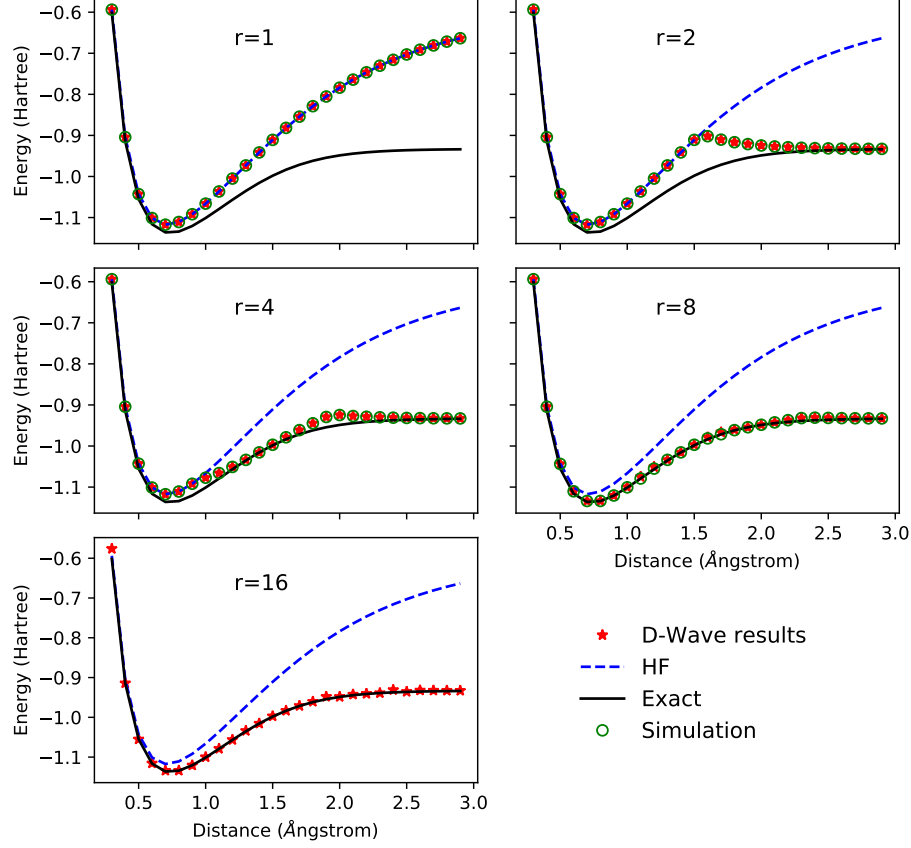 r=1
r=2
Energy (Hartree)
−0.6
−0.7
−0.8
−0.9
−1.0
−1.1
r=4
r=8
Energy (Hartree)
−0.6
−0.7
−0.8
−0.9
−1.0
−1.1
0.5 1.0 1.5 2.0 2.5 3.0
Distance (Ångstrom)
r=16
Energy (Hartree)
−0.6
−0.7
−0.8
−0.9
−1.0
−1.1
0.5 1.0 1.5 2.0 2.5 3.0
Distance (Ångstrom)
D-Wave results
HF
Exact
Simulation